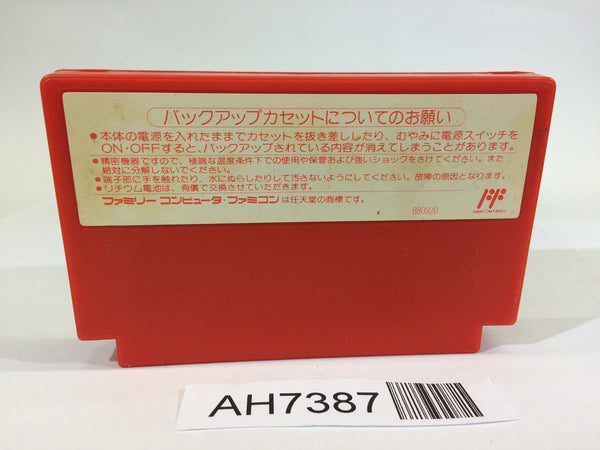 バックアップカセットについてのお願い
●本体の電源を入れたままでカセットを抜き差ししたり、むやみに電源スイッチを
ON・OFFすると、バックアップされている内容が消えてしまうことがあります。
●精密機器ですので、極端な温度条件下での使用や保管および強いショックをさけてください。また
絶対に分解しないでください。
●端子部に手を触れたり、水にぬらしたりして汚さないようにしてください。故障の原因となります。
●リチウム電池は、有償で交換させていただきます。
ファミリー コンピュータ・ファミコンは任天堂の商標です。
880920
AH7387